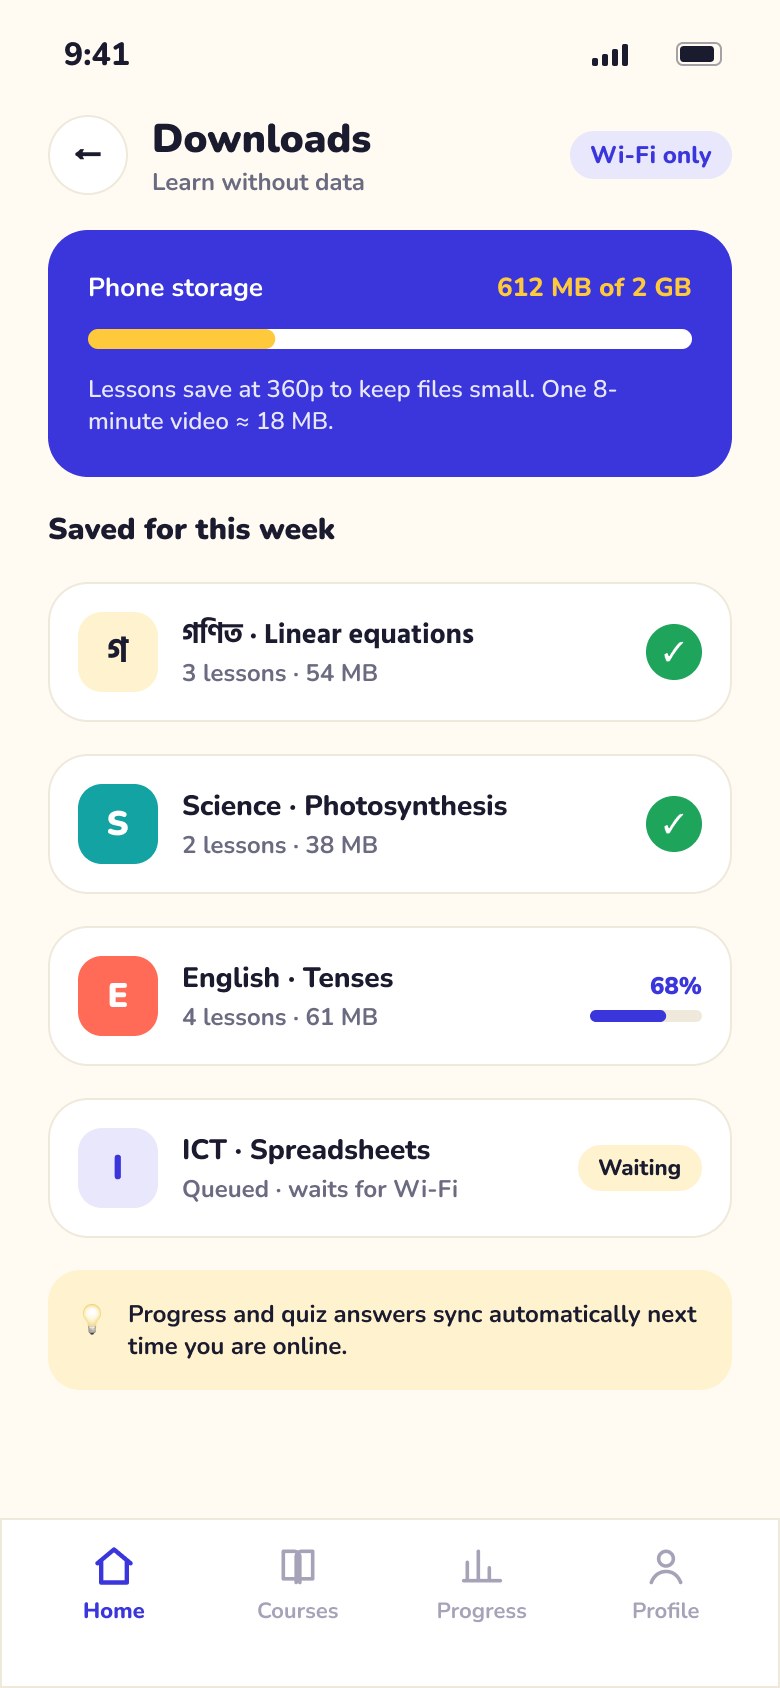 9:41
←
Downloads
Learn without data
Wi-Fi only
Phone storage
612 MB of 2 GB
Lessons save at 360p to keep files small. One 8-
minute video ≈ 18 MB.
Saved for this week
গ
গণিত · Linear equations
3 lessons · 54 MB
✓
S
Science · Photosynthesis
2 lessons · 38 MB
✓
E
English · Tenses
4 lessons · 61 MB
68%
I
ICT · Spreadsheets
Queued · waits for Wi-Fi
Waiting
💡
Progress and quiz answers sync automatically next
time you are online.
Home
Courses
Progress
Profile